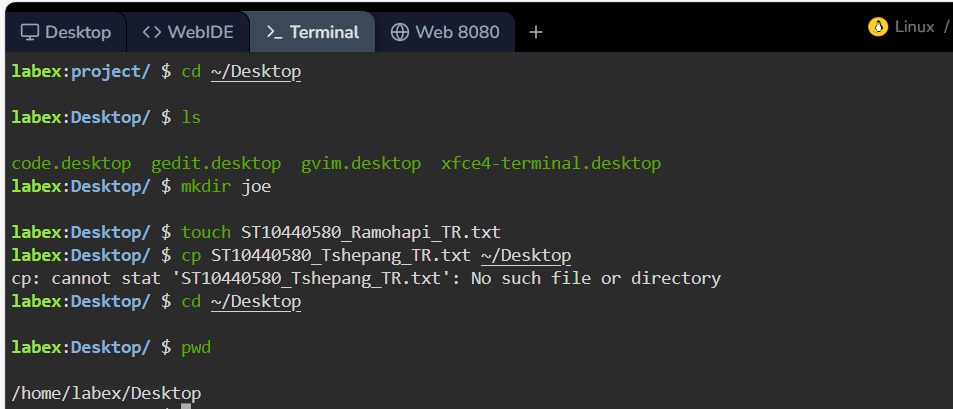 Desktop <> WebIDE >_ Terminal Web 8080 + Linux /
labex:project/ $ cd ~/Desktop
labex:Desktop/ $ ls
code.desktop gedit.desktop gvim.desktop xfce4-terminal.desktop
labex:Desktop/ $ mkdir joe
labex:Desktop/ $ touch ST10440580_Ramohapi_TR.txt
labex:Desktop/ $ cp ST10440580_Tshepang_TR.txt ~/Desktop
cp: cannot stat 'ST10440580_Tshepang_TR.txt': No such file or directory
labex:Desktop/ $ cd ~/Desktop
labex:Desktop/ $ pwd
/home/labex/Desktop